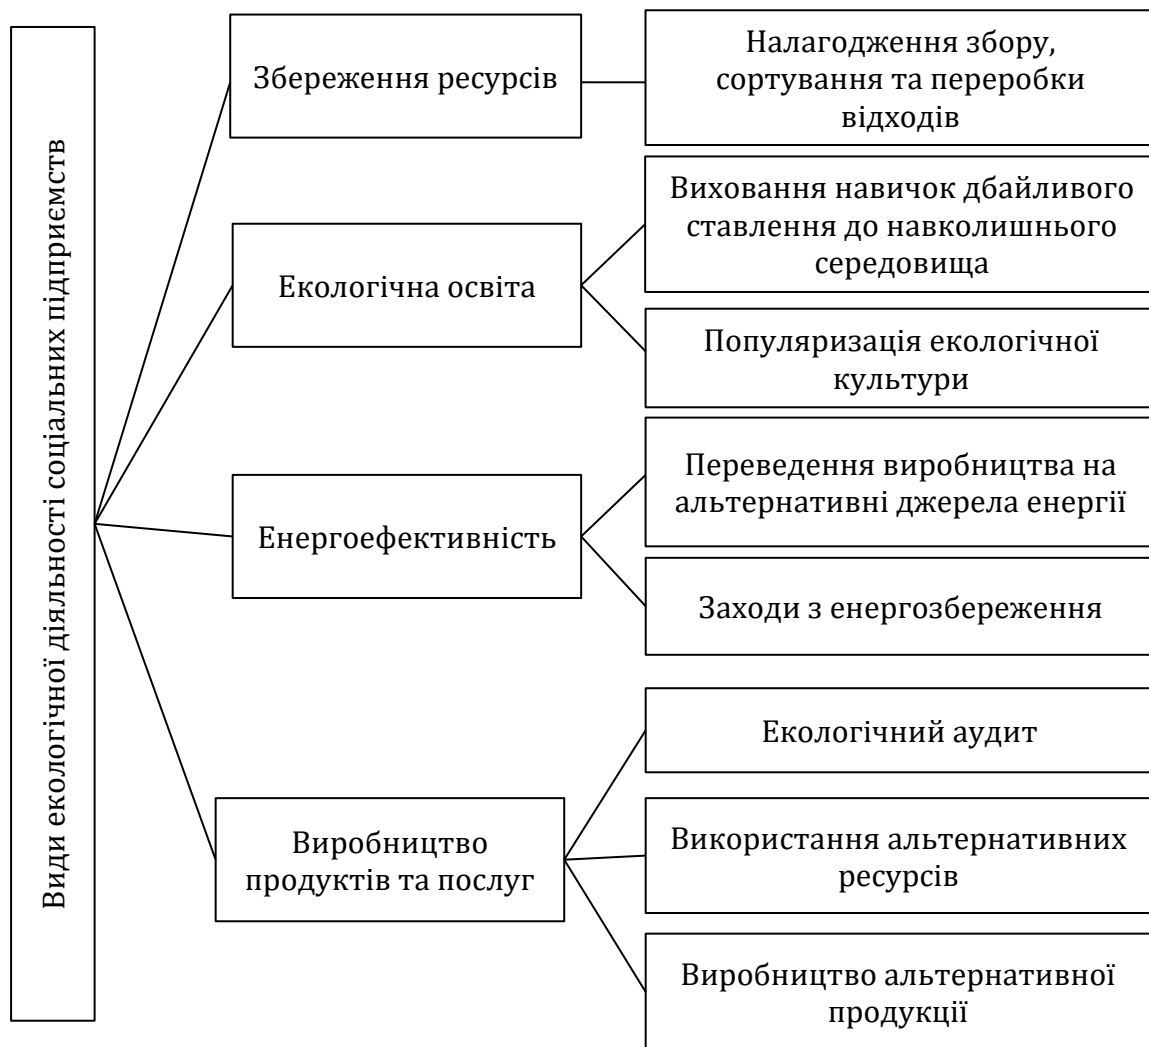 Види екологічної діяльності соціальних підприємств
Збереження ресурсів
Налагодження збору,
сортування та переробки
відходів
Екологічна освіта
Виховання навичок дбайливого
ставлення до навколишнього
середовища
Популяризація екологічної
культури
Енергоефективність
Переведення виробництва на
альтернативні джерела енергії
Заходи з енергозбереження
Виробництво
продуктів та послуг
Екологічний аудит
Використання альтернативних
ресурсів
Виробництво альтернативної
продукції